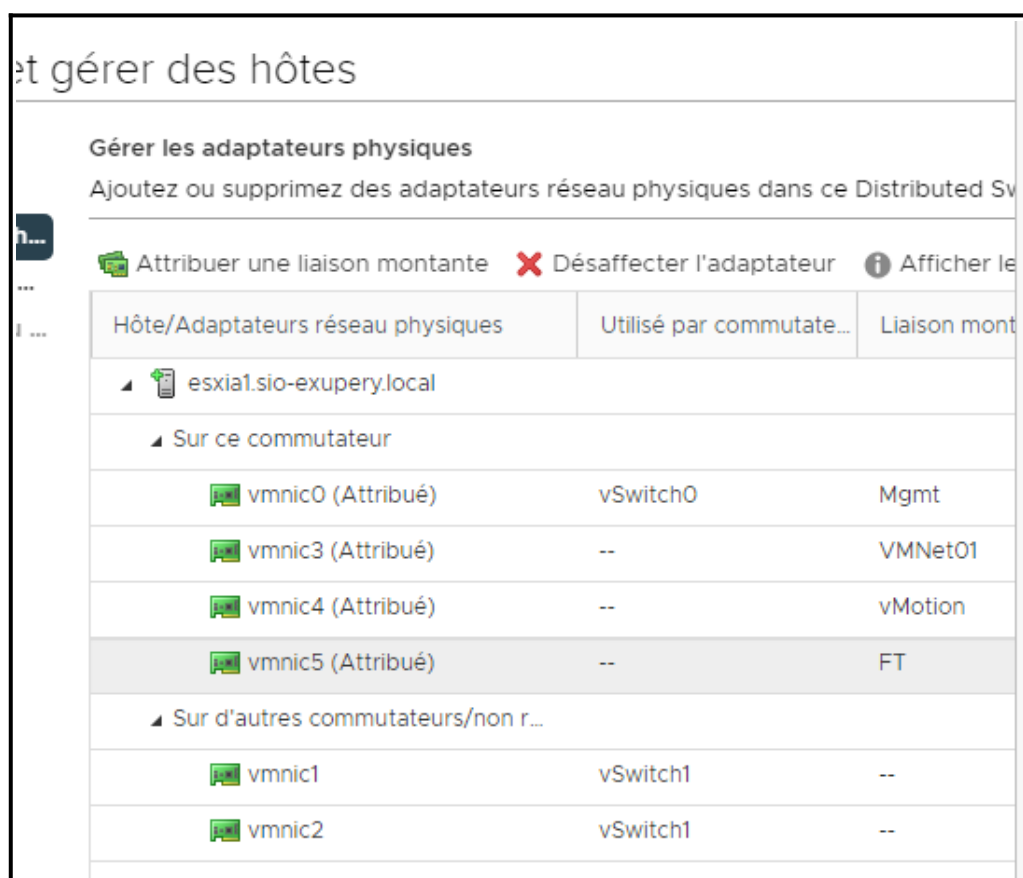 et gérer des hôtes
Gérer les adaptateurs physiques
Ajoutez ou supprimez des adaptateurs réseau physiques dans ce Distributed Sw
h...
Attribuer une liaison montante Désaffecter l'adaptateur Afficher le
...
Hôte/Adaptateurs réseau physiques Utilisé par commutate... Liaison mont
...
esxia1.sio-exupery.local
Sur ce commutateur
vmnic0 (Attribué) vSwitch0 Mgmt
vmnic3 (Attribué) -- VMNet01
vmnic4 (Attribué) -- vMotion
vmnic5 (Attribué) -- FT
Sur d'autres commutateurs/non r...
vmnic1 vSwitch1 --
vmnic2 vSwitch1 --